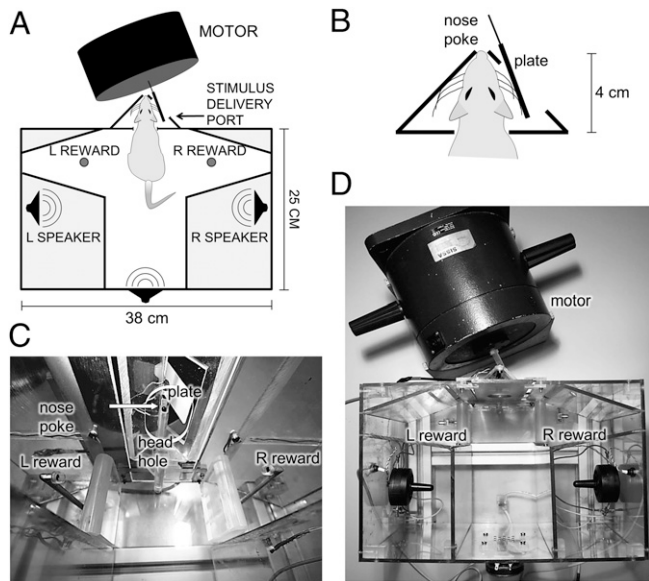 A
MOTOR
STIMULUS
DELIVERY
PORT
L REWARD
R REWARD
L SPEAKER
R SPEAKER
25 CM
38 cm
B
nose
poke
plate
4 cm
C
plate
nose
poke
head
hole
L reward
R reward
D
motor
L reward
R reward